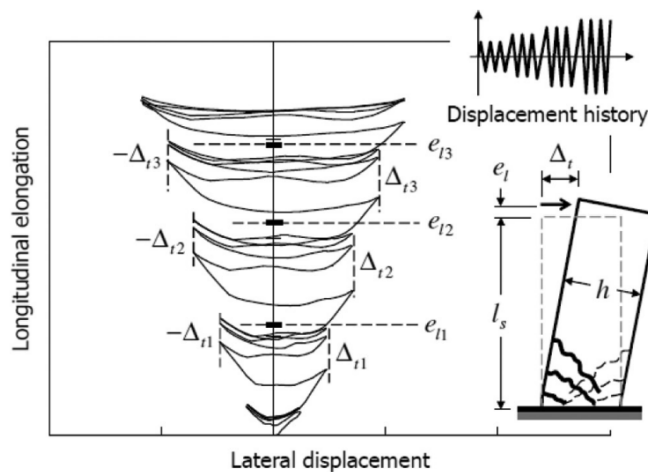 Displacement history
Longitudinal elongation
Lateral displacement
−Δt3
el3
Δt3
−Δt2
el2
Δt2
−Δt1
el1
Δt1
Δt
el
h
ls